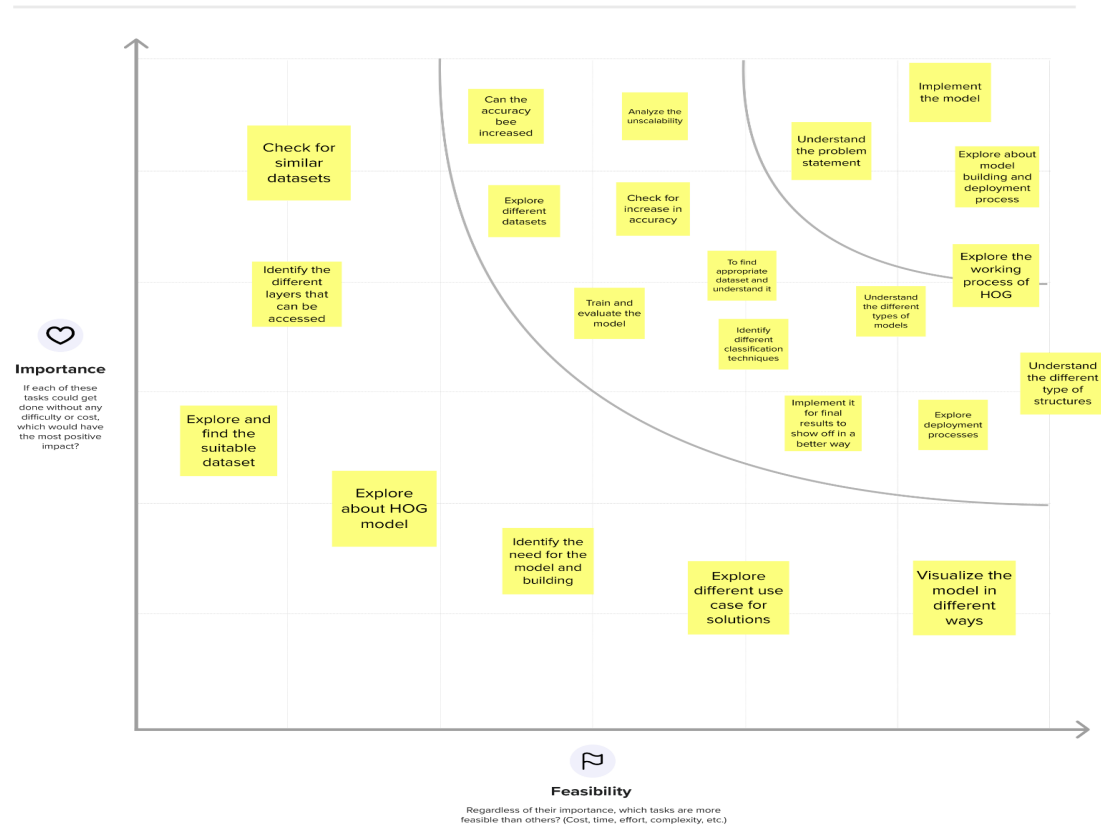 Implement
the model
Can the
accuracy
bee
increased
Analyze the
unscalability
Understand
the problem
statement
Check for
similar
datasets
Explore about
model
building and
deployment
process
Explore
different
datasets
Check for
increase in
accuracy
Explore the
working
process of
HOG
To find
appropriate
dataset and
understand it
Identify the
different
layers that
can be
accessed
Train and
evaluate the
model
Understand
the different
types of
models
Identify
different
classification
techniques
Understand
the different
type of
structures
Importance
If each of these
tasks could get
done without any
difficulty or cost,
which would have
the most positive
impact?
Explore and
find the
suitable
dataset
Implement it
for final
results to
show off in a
better way
Explore
deployment
processes
Explore
about HOG
model
Identify the
need for the
model and
building
Explore
different use
case for
solutions
Visualize the
model in
different
ways
Feasibility
Regardless of their importance, which tasks are more
feasible than others? (Cost, time, effort, complexity, etc.)